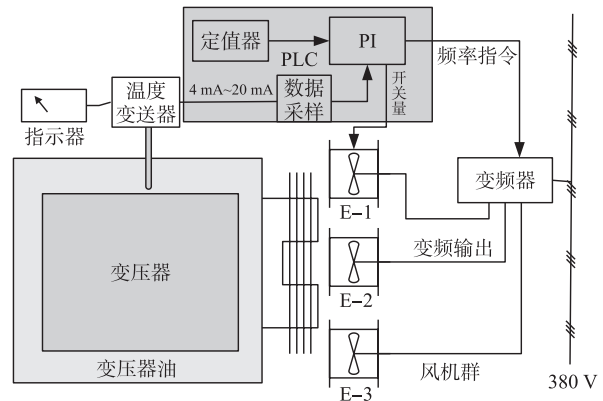 定值器
PI
PLC
频率指令
开关量
温度
变送器
4 mA~20 mA
数据
采样
指示器
E-1
变频器
变压器
变频输出
E-2
变压器油
风机群
E-3
380 V